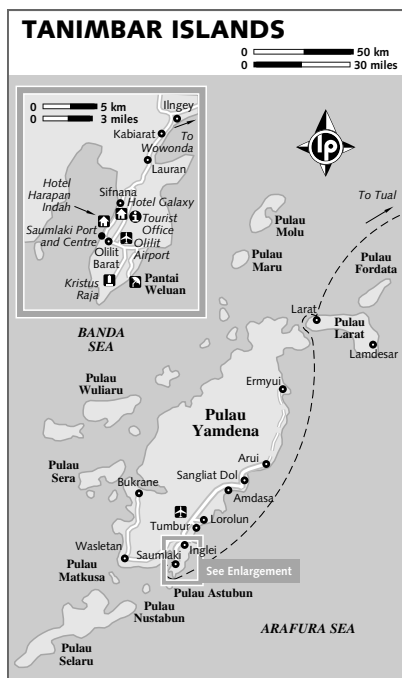 TANIMBAR ISLANDS
0 50 km
0 30 miles
0 5 km
0 3 miles
Ilngey
Kabiarat
To
Wowonda
Lauran
Hotel
Harapan
Indah
Sifnana
Hotel Galaxy
Tourist
Office
Saumlaki Port
and Centre
Olilit
Barat
Olilit
Airport
Kristus
Raja
Pantai
Weluan
lp
To Tual
Pulau
Molu
Pulau
Maru
Pulau
Fordata
Larat
Pulau
Larat
Lamdesar
BANDA
SEA
Pulau
Wuliaru
Ermyui
Pulau
Yamdena
Pulau
Sera
Arui
Sangliat Dol
Bukrane
Amdasa
Lorolun
Tumbur
Inglei
Wasletan
Saumlaki
See Enlargement
Pulau
Matkusa
Pulau Astubun
Pulau
Nustabun
ARAFURA SEA
Pulau
Selaru